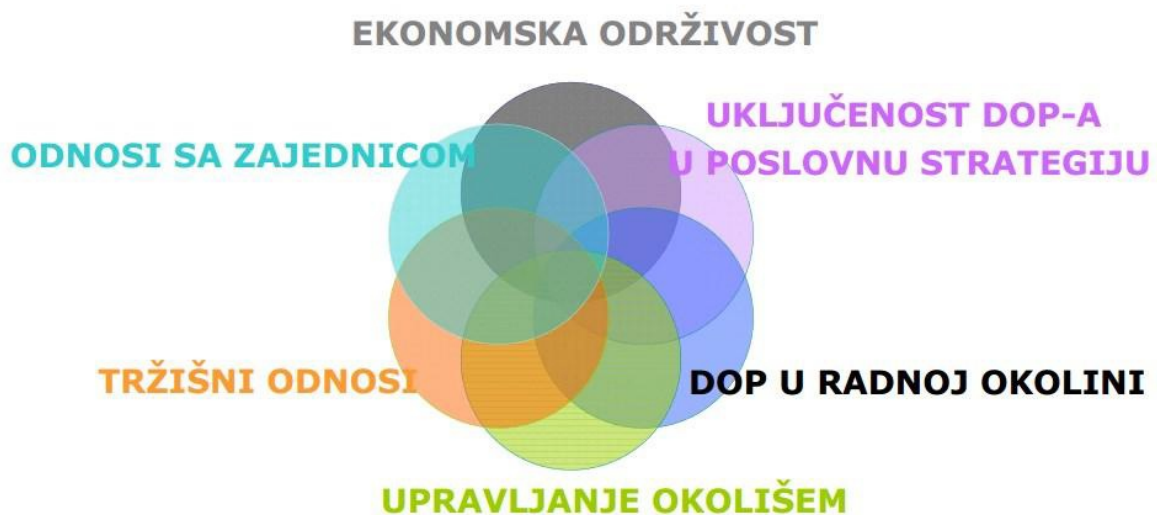 EKONOMSKA ODRŽIVOST
UKLJUČENOST DOP-A
U POSLOVNU STRATEGIJU
ODNOSI SA ZAJEDNICOM
TRŽIŠNI ODNOSI
DOP U RADNOJ OKOLINI
UPRAVLJANJE OKOLIŠEM